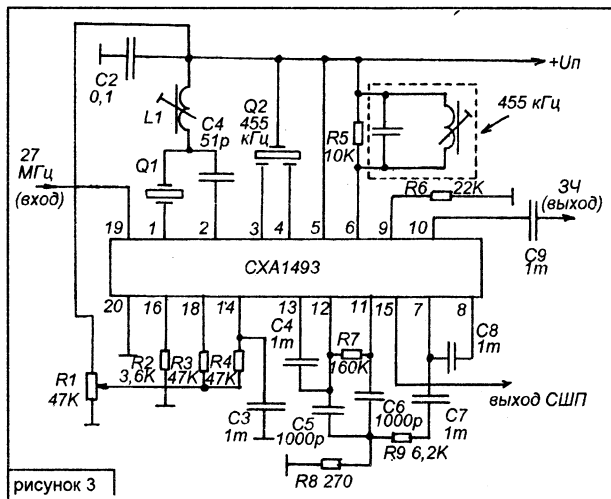 C2
0,1
L1
C4
51p
Q1
Q2
455
кГц
+Uп
R5
10K
455 кГц
27
МГц
(вход)
R6
22K
ЗЧ
(выход)
C9
1m
19
1
2
3
4
5
6
9
10
CXA1493
20
16
18
14
13
12
11
15
7
8
R1
47K
R2
3,6K
R3
47K
R4
47K
C3
1m
C4
1m
R7
160K
C5
1000p
C6
1000p
C8
1m
C7
1m
выход СШП
R9 6,2K
R8 270
рисунок 3